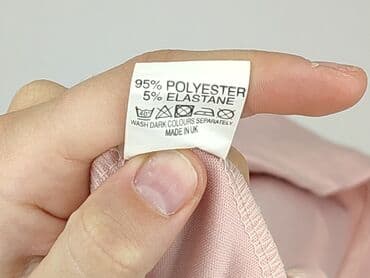 95% POLYESTER
5% ELASTANE
WASH DARK COLOURS SEPARATELY
MADE IN UK